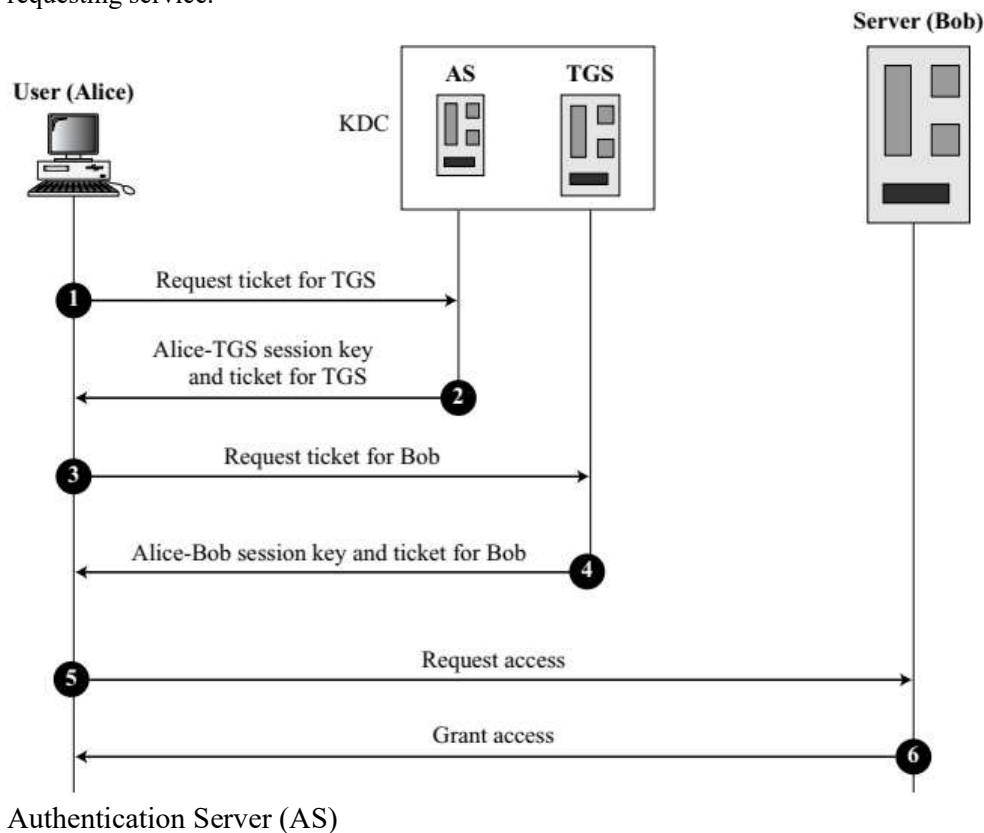 requesting service.
Server (Bob)
AS TGS
User (Alice)
KDC
Request ticket for TGS
1
Alice-TGS session key
and ticket for TGS
2
Request ticket for Bob
3
Alice-Bob session key and ticket for Bob
4
Request access
5
Grant access
6
Authentication Server (AS)